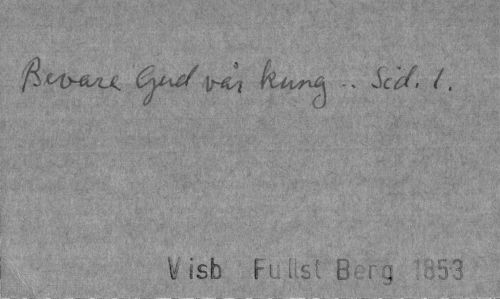 Bevare Gud vår kung .. Sid. 1.
Visb Fullst Berg 1853